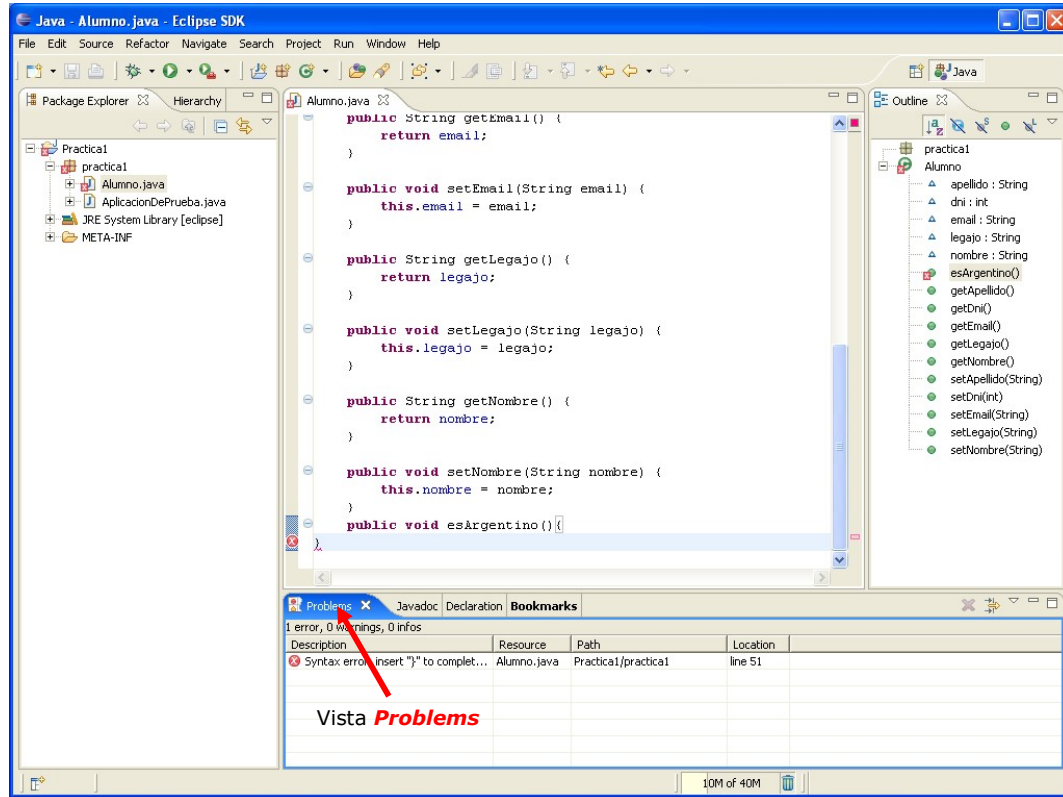 Java - Alumno.java - Eclipse SDK
File Edit Source Refactor Navigate Search Project Run Window Help
Java
Package Explorer Hierarchy
Practica1
practica1
Alumno.java
AplicacionDePrueba.java
JRE System Library [eclipse]
META-INF
Alumno.java
public String getEmail() {
return email;
}
public void setEmail(String email) {
this.email = email;
}
public String getLegajo() {
return legajo;
}
public void setLegajo(String legajo) {
this.legajo = legajo;
}
public String getNombre() {
return nombre;
}
public void setNombre(String nombre) {
this.nombre = nombre;
}
public void esArgentino(){
}
Outline
practica1
Alumno
apellido : String
dni : int
email : String
legajo : String
nombre : String
esArgentino()
getApellido()
getDni()
getEmail()
getLegajo()
getNombre()
setApellido(String)
setDni(int)
setEmail(String)
setLegajo(String)
setNombre(String)
Problems Javadoc Declaration Bookmarks
1 error, 0 warnings, 0 infos
Description Resource Path Location
Syntax error, insert "}" to complet... Alumno.java Practica1/practica1 line 51
Vista Problems
10M of 40M